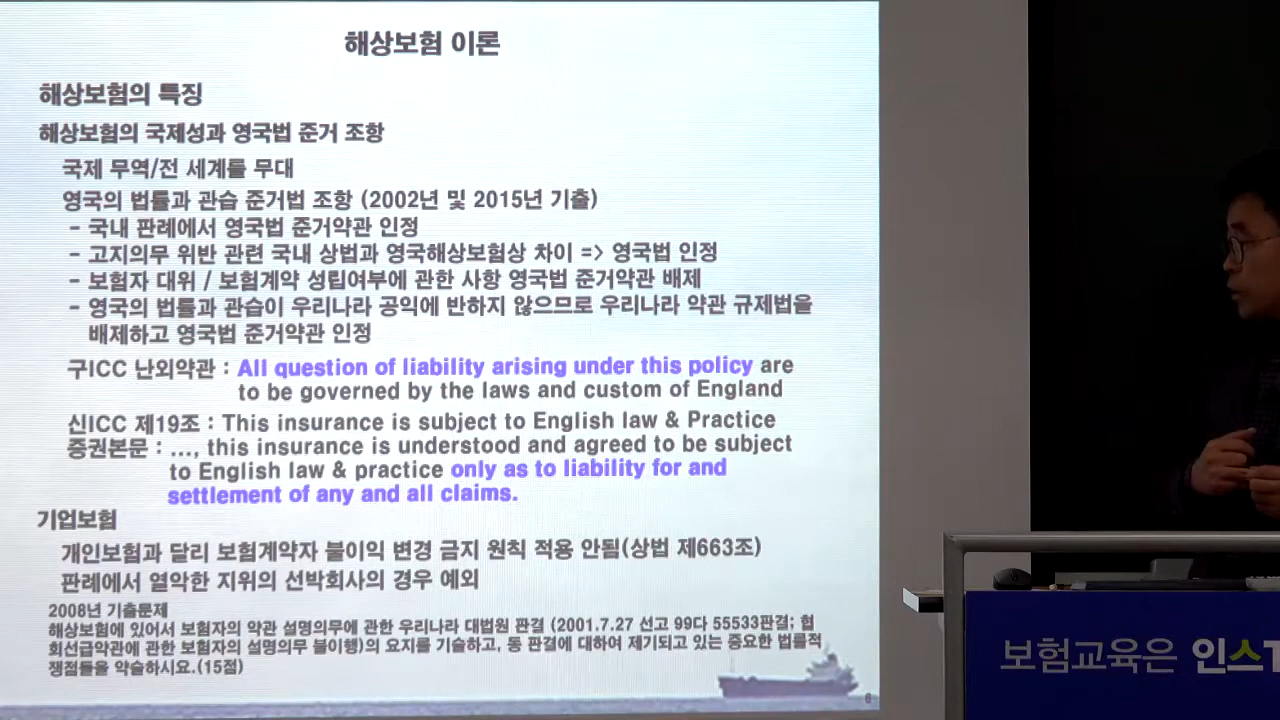 해상보험 이론
해상보험의 특징
해상보험의 국제성과 영국법 준거 조항
국제 무역/전 세계를 무대
영국의 법률과 관습 준거법 조항 (2002년 및 2015년 기출)
- 국내 판례에서 영국법 준거약관 인정
- 고지의무 위반 관련 국내 상법과 영국해상보험상 차이 => 영국법 인정
- 보험자 대위 / 보험계약 성립여부에 관한 사항 영국법 준거약관 배제
- 영국의 법률과 관습이 우리나라 공익에 반하지 않으므로 우리나라 약관 규제법을
배제하고 영국법 준거약관 인정
구ICC 난외약관 : All question of liability arising under this policy are
to be governed by the laws and custom of England
신ICC 제19조 : This insurance is subject to English law & Practice
증권본문 : ..., this insurance is understood and agreed to be subject
to English law & practice only as to liability for and
settlement of any and all claims.
기업보험
개인보험과 달리 보험계약자 불이익 변경 금지 원칙 적용 안됨(상법 제663조)
판례에서 열악한 지위의 선박회사의 경우 예외
2008년 기출문제
해상보험에 있어서 보험자의 약관 설명의무에 관한 우리나라 대법원 판결 (2001.7.27 선고 99다 55533판결; 협
회선급약관에 관한 보험자의 설명의무 불이행)의 요지를 기술하고, 동 판결에 대하여 제기되고 있는 중요한 법률적
쟁점들을 약술하시요.(15점)
6
보험교육은 인스T